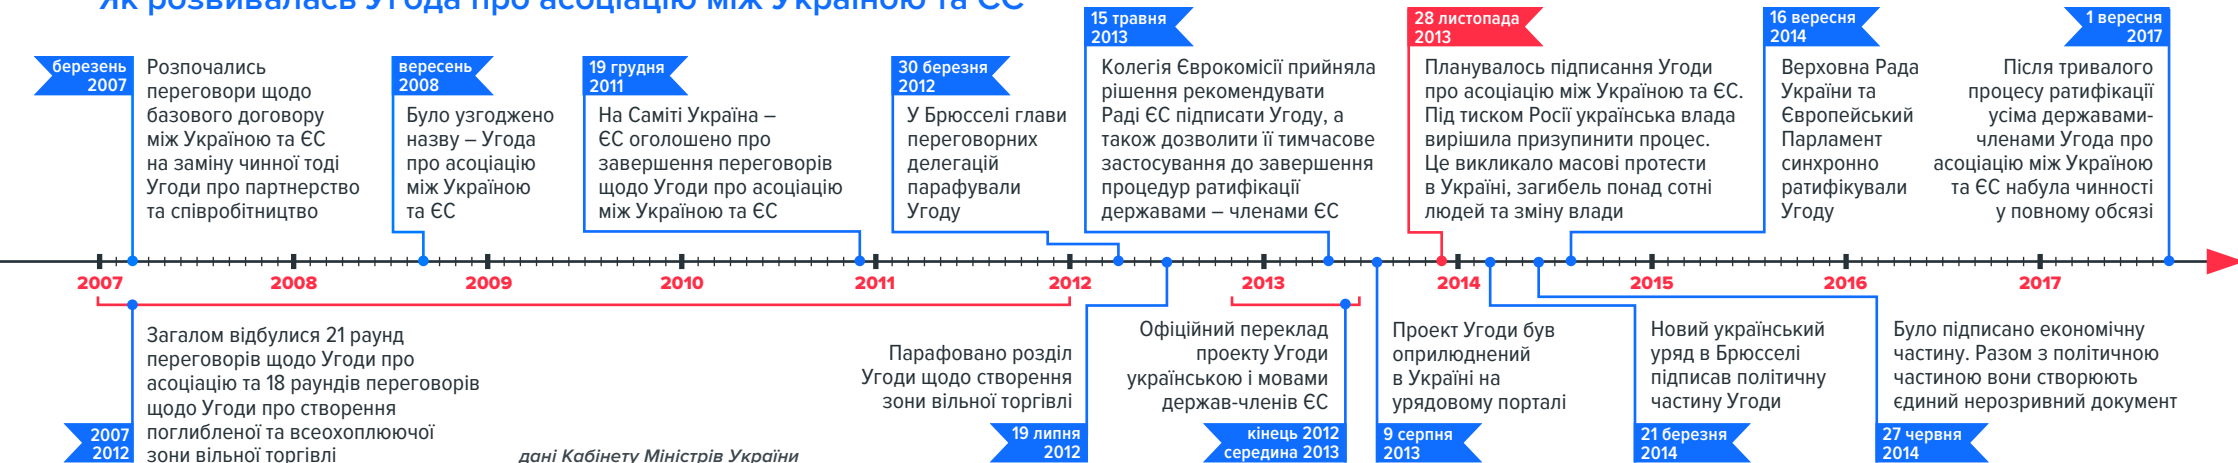 Як розвивалась Угода про асоціацію між Україною та ЄС
березень
2007
Розпочались
переговори щодо
базового договору
між Україною та ЄС
на заміну чинної тоді
Угоди про партнерство
та співробітництво
вересень
2008
Було узгоджено
назву – Угода
про асоціацію
між Україною
та ЄС
19 грудня
2011
На Саміті Україна –
ЄС оголошено про
завершення переговорів
щодо Угоди про асоціацію
між Україною та ЄС
30 березня
2012
У Брюсселі глави
переговорних
делегацій
парафували
Угоду
15 травня
2013
Колегія Єврокомісії прийняла
рішення рекомендувати
Раді ЄС підписати Угоду, а
також дозволити її тимчасове
застосування до завершення
процедур ратифікації
державами – членами ЄС
28 листопада
2013
Планувалось підписання Угоди
про асоціацію між Україною та ЄС.
Під тиском Росії українська влада
вирішила призупинити процес.
Це викликало масові протести
в Україні, загибель понад сотні
людей та зміну влади
16 вересня
2014
Верховна Рада
України та
Європейський
Парламент
синхронно
ратифікували
Угоду
1 вересня
2017
Після тривалого
процесу ратифікації
усіма державами-
членами Угода про
асоціацію між Україною
та ЄС набула чинності
у повному обсязі
2007
2008
2009
2010
2011
2012
2013
2014
2015
2016
2017
Загалом відбулися 21 раунд
переговорів щодо Угоди про
асоціацію та 18 раундів переговорів
щодо Угоди про створення
поглибленої та всеохоплюючої
зони вільної торгівлі
2007
2012
дані Кабінету Міністрів України
Парафовано розділ
Угоди щодо створення
зони вільної торгівлі
19 липня
2012
Офіційний переклад
проекту Угоди
українською і мовами
держав-членів ЄС
кінець 2012
середина 2013
Проект Угоди був
оприлюднений
в Україні на
урядовому порталі
9 серпня
2013
Новий український
уряд в Брюсселі
підписав політичну
частину Угоди
21 березня
2014
Було підписано економічну
частину. Разом з політичною
частиною вони створюють
єдиний нерозривний документ
27 червня
2014